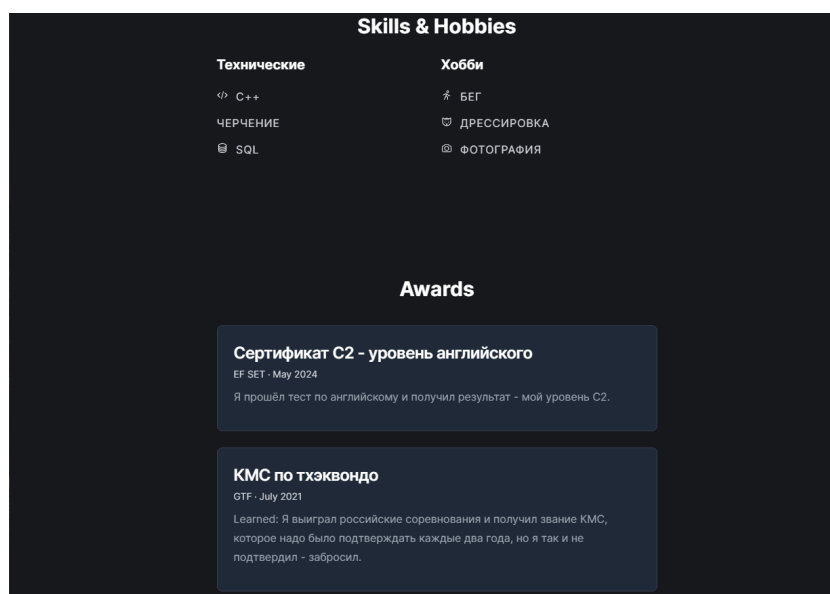 Skills & Hobbies
Технические
Хобби
C++
БЕГ
ЧЕРЧЕНИЕ
ДРЕССИРОВКА
SQL
ФОТОГРАФИЯ
Awards
Сертификат C2 - уровень английского
EF SET · May 2024
Я прошёл тест по английскому и получил результат - мой уровень C2.
КМС по тхэквондо
GTF · July 2021
Learned: Я выиграл российские соревнования и получил звание КМС,
которое надо было подтверждать каждые два года, но я так и не
подтвердил - забросил.